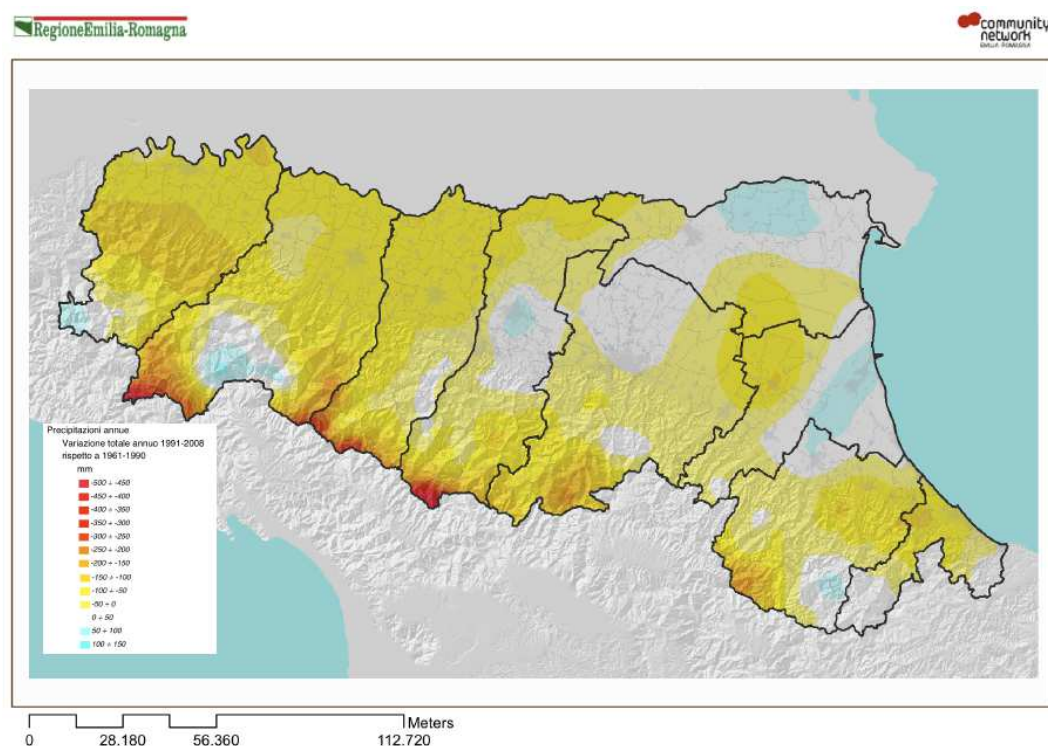 RegioneEmilia-Romagna
community
network
EMILIA ROMAGNA
Precipitazioni annue
Variazione totale annuo 1991-2008
rispetto a 1961-1990
mm
-500 ÷ -450
-450 ÷ -400
-400 ÷ -350
-350 ÷ -300
-300 ÷ -250
-250 ÷ -200
-200 ÷ -150
-150 ÷ -100
-100 ÷ -50
-50 ÷ 0
0 ÷ 50
50 ÷ 100
100 ÷ 150
Meters
0 28.180 56.360 112.720